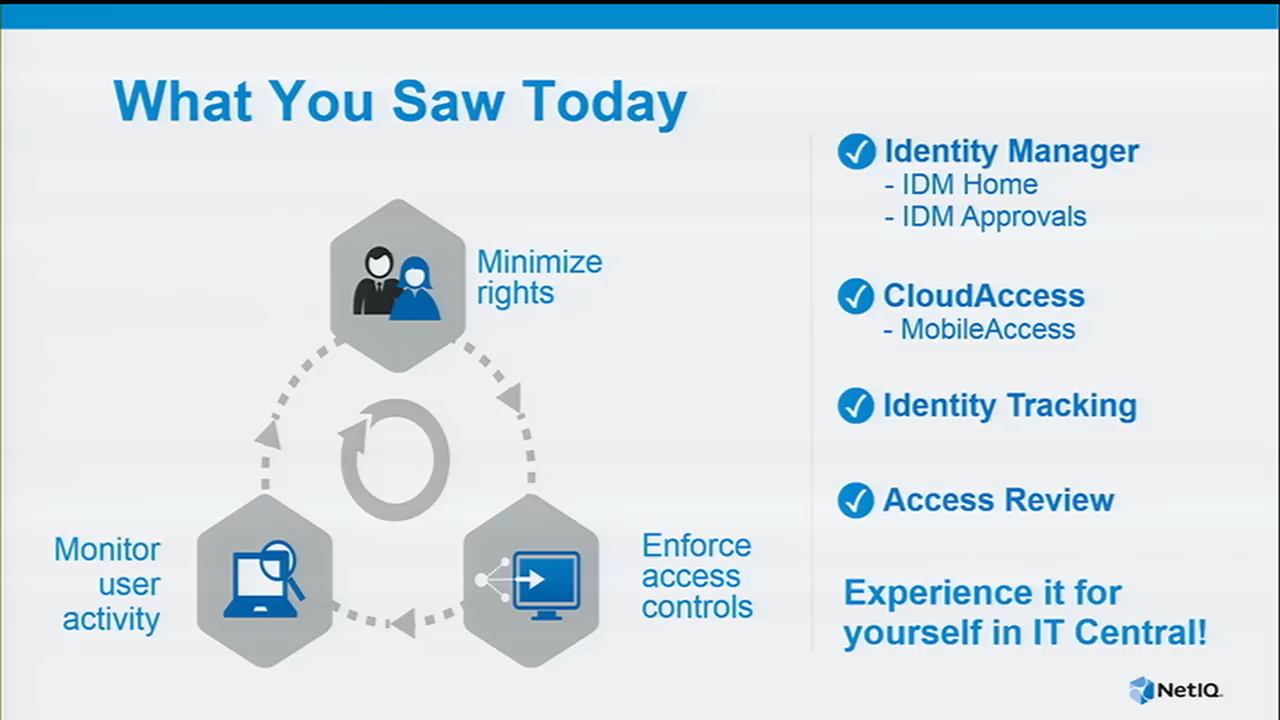 What You Saw Today
Minimize
rights
Monitor
user
activity
Enforce
access
controls
Identity Manager
- IDM Home
- IDM Approvals
CloudAccess
- MobileAccess
Identity Tracking
Access Review
Experience it for
yourself in IT Central!
NetIQ